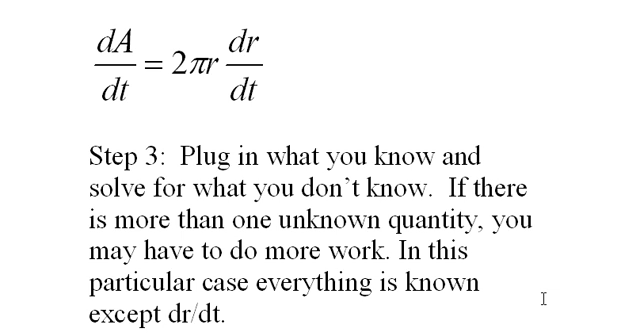 dA/dt = 2πr dr/dt
Step 3:  Plug in what you know and
solve for what you don’t know.  If there
is more than one unknown quantity, you
may have to do more work. In this
particular case everything is known
except dr/dt.